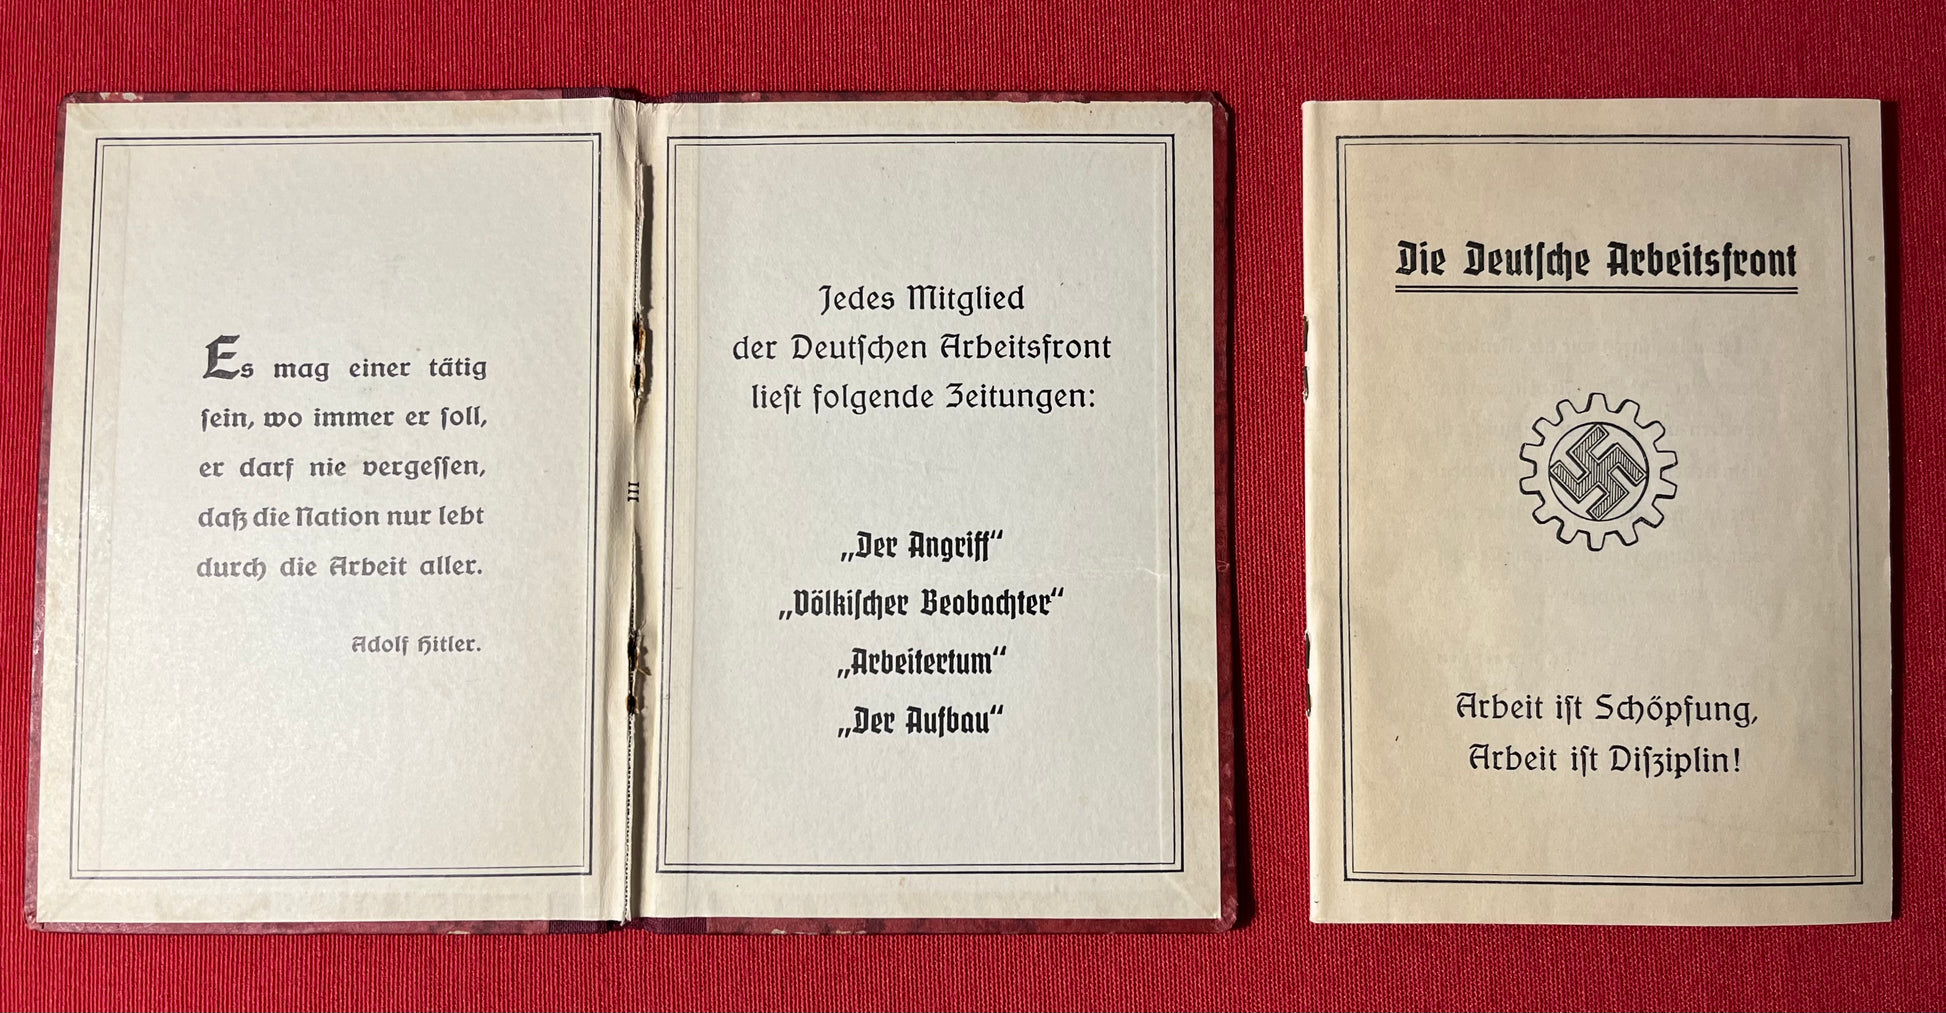 Es mag einer tätig
ſein, wo immer er ſoll,
er darf nie vergeſſen,
daß die Nation nur lebt
durch die Arbeit aller.
Adolf Hitler.
III
Jedes Mitglied
der Deutſchen Arbeitsfront
lieſt folgende Zeitungen:
„Der Angriff“
„Völkiſcher Beobachter“
„Arbeitertum“
„Der Aufbau“
Die Deutſche Arbeitsfront
Arbeit iſt Schöpfung,
Arbeit iſt Diſziplin!